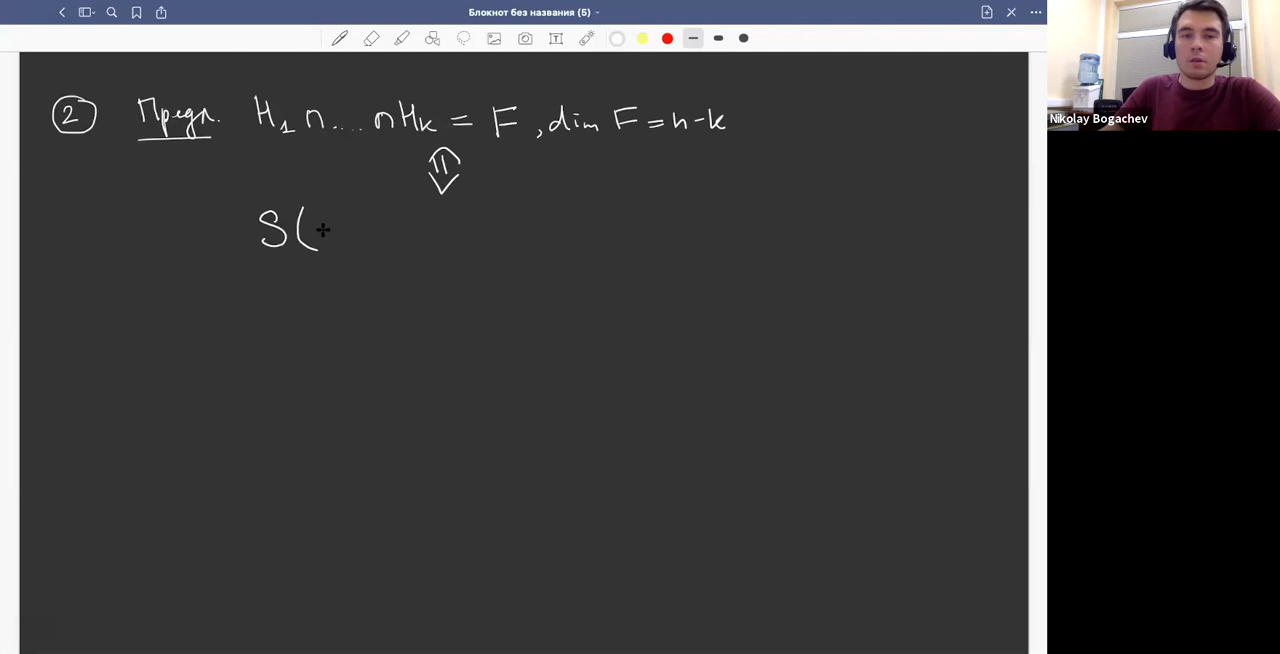 Блокнот без названия (5)
Nikolay Bogachev
② Предл. H₁ ∩ .... ∩ Hₖ = F, dim F = n-k
⇕
S(